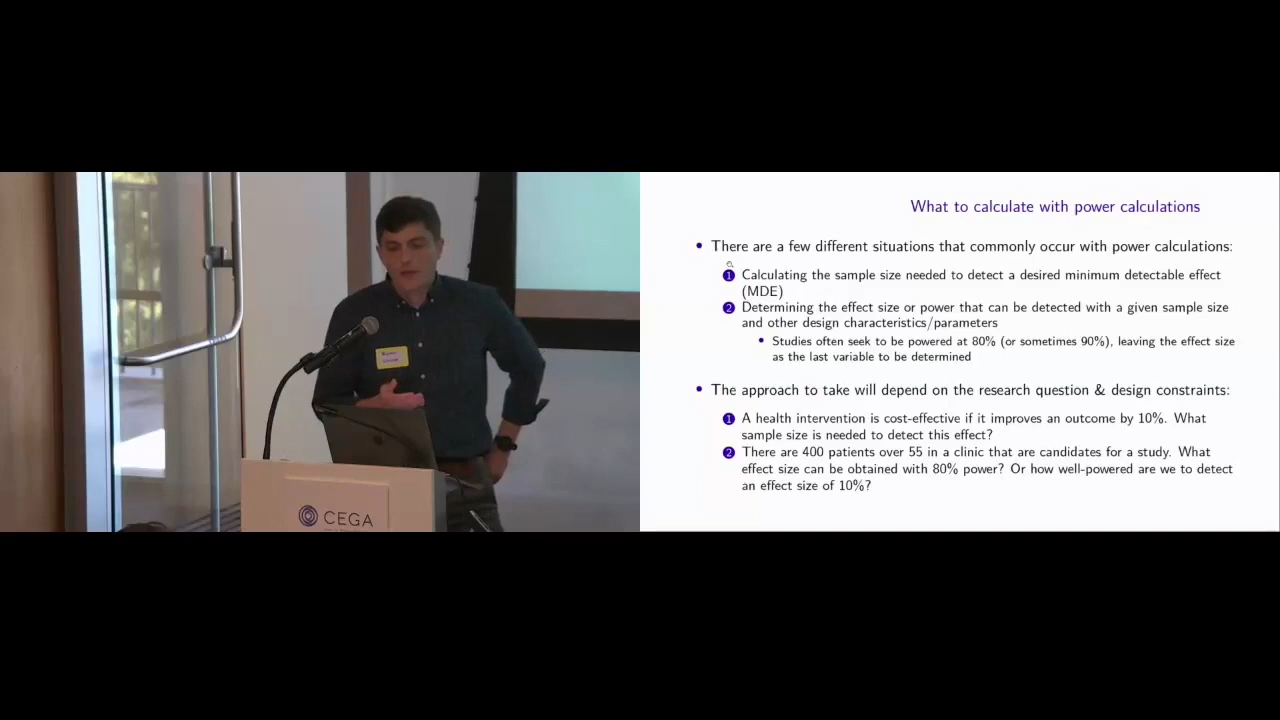 What to calculate with power calculations
• There are a few different situations that commonly occur with power calculations:
1 Calculating the sample size needed to detect a desired minimum detectable effect
(MDE)
2 Determining the effect size or power that can be detected with a given sample size
and other design characteristics/parameters
• Studies often seek to be powered at 80% (or sometimes 90%), leaving the effect size
as the last variable to be determined
• The approach to take will depend on the research question & design constraints:
1 A health intervention is cost-effective if it improves an outcome by 10%. What
sample size is needed to detect this effect?
2 There are 400 patients over 55 in a clinic that are candidates for a study. What
effect size can be obtained with 80% power? Or how well-powered are we to detect
an effect size of 10%?
CEGA